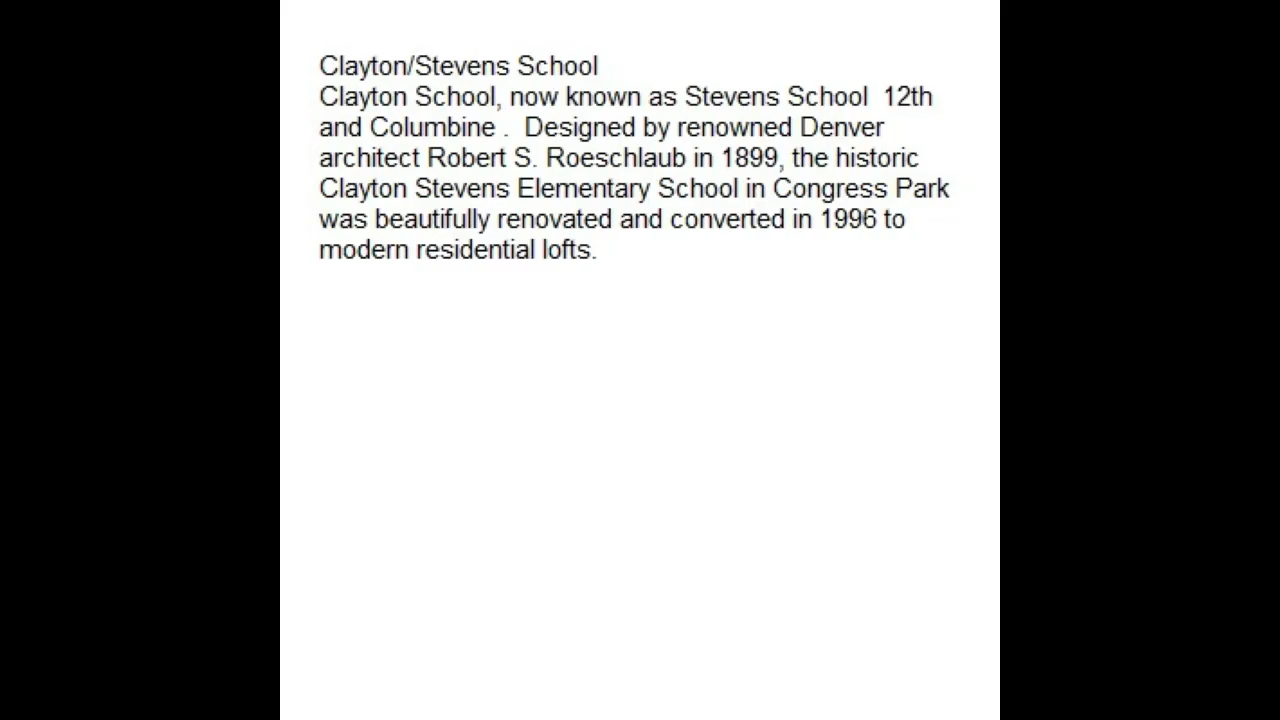 Clayton/Stevens School
Clayton School, now known as Stevens School  12th
and Columbine .  Designed by renowned Denver
architect Robert S. Roeschlaub in 1899, the historic
Clayton Stevens Elementary School in Congress Park
was beautifully renovated and converted in 1996 to
modern residential lofts.